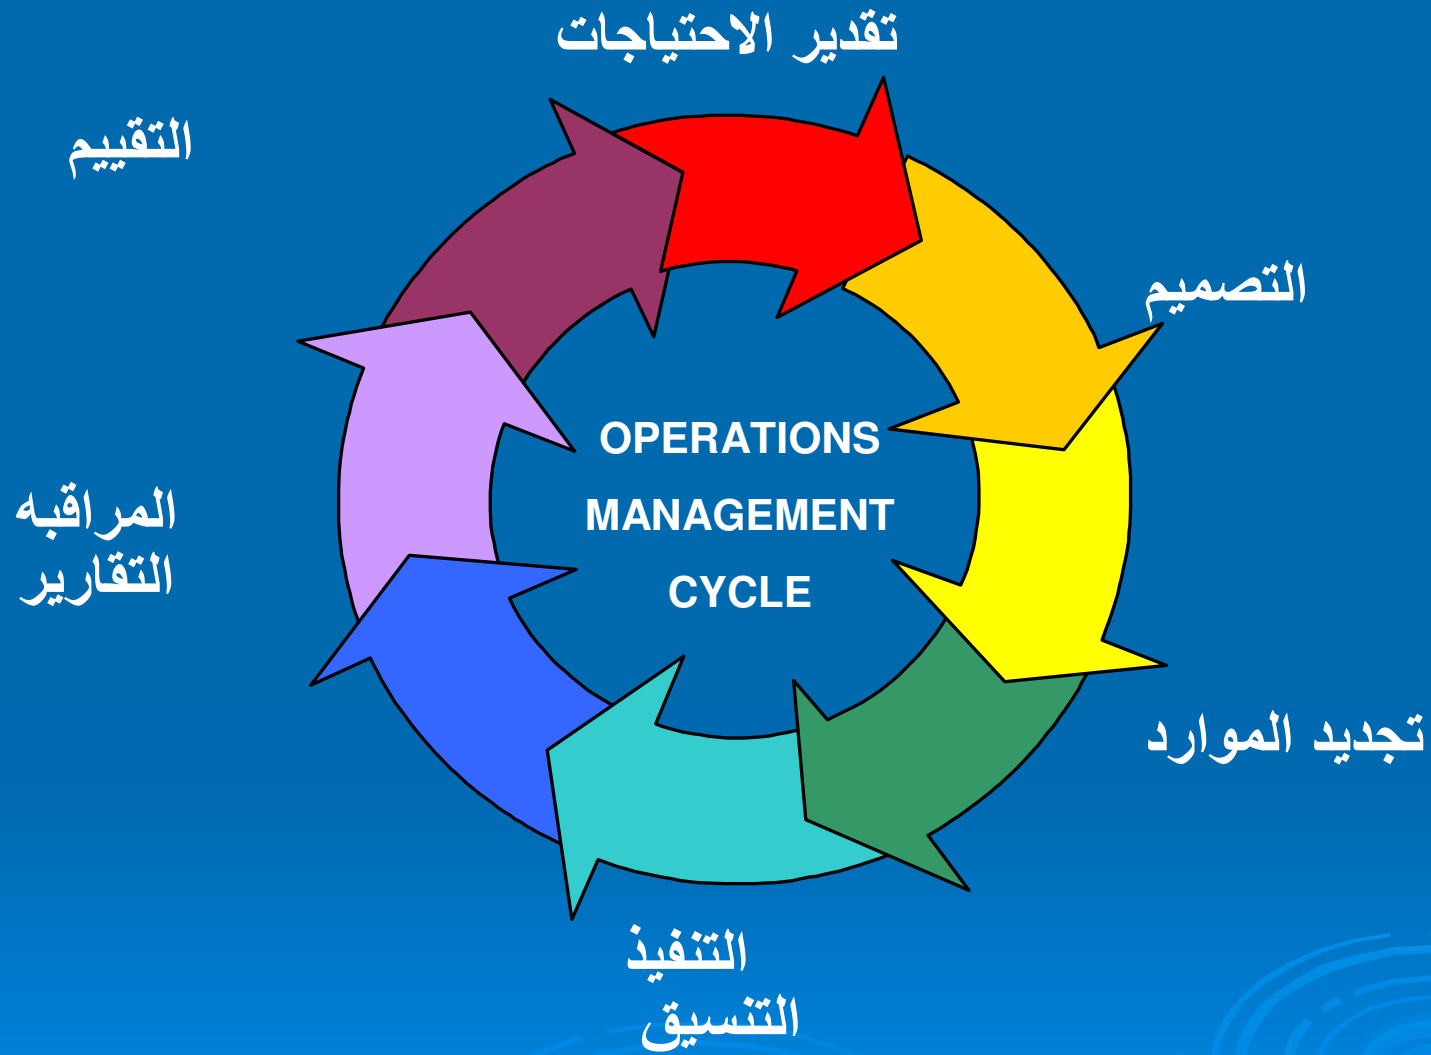 تقدير الاحتياجات
التقييم
التصميم
OPERATIONS
MANAGEMENT
CYCLE
المراقبه
التقارير
تجديد الموارد
التنفيذ
التنسيق